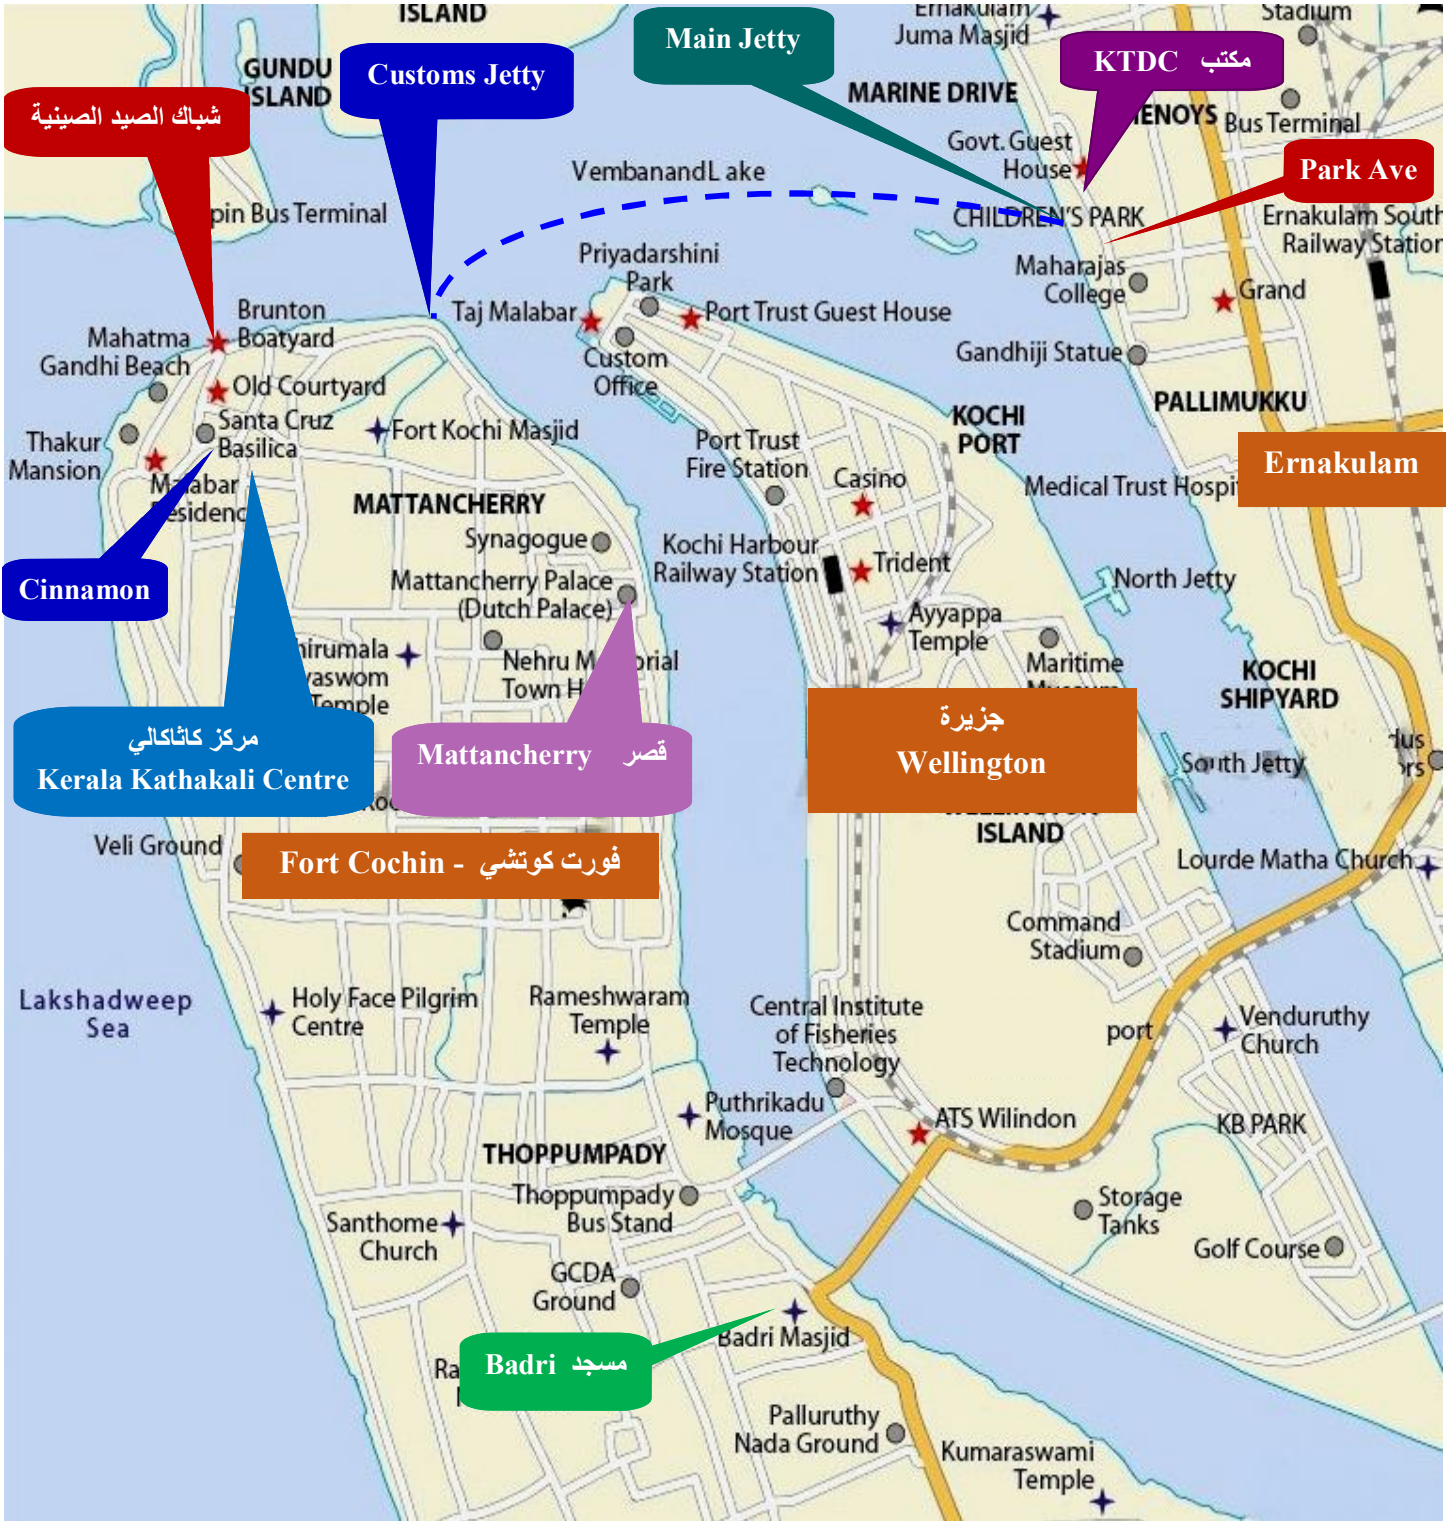 ISLAND
Ernakulam
Juma Masjid
Stadium
Main Jetty
مكتب KTDC
Customs Jetty
GUNDU
ISLAND
MARINE DRIVE
شباك الصيد الصينية
Bus Terminal
Govt. Guest
House
Park Ave
Vembanand Lake
Bus Terminal
CHILDREN'S PARK
Ernakulam South
Railway Station
Priyadarshini
Park
Maharajas
College
Grand
Brunton
Boatyard
Taj Malabar
Port Trust Guest House
Mahatma
Gandhi Beach
Custom
Office
Gandhiji Statue
Old Courtyard
PALLIMUKKU
Santa Cruz
Basilica
Fort Kochi Masjid
KOCHI
PORT
Thakur
Mansion
Port Trust
Fire Station
Ernakulam
Malabar
Casino
Medical Trust
MATTANCHERRY
Synagogue
Kochi Harbour
Railway Station
Trident
Cinnamon
Mattancherry Palace
(Dutch Palace)
North Jetty
Ayyappa
Temple
Temple
Nehru Memorial
Town
Maritime
KOCHI
SHIPYARD
مركز كاثاكالي
Kerala Kathakali Centre
قصر Mattancherry
جزيرة
Wellington
South Jetty
ISLAND
Veli Ground
فورت كوتشي - Fort Cochin
Lourde Matha Church
Command
Stadium
Lakshadweep
Sea
Holy Face Pilgrim
Centre
Rameshwaram
Temple
Central Institute
of Fisheries
Technology
port
Venduruthy
Church
Puthrikadu
Mosque
ATS Wilindon
KB PARK
THOPPUMPADY
Thoppumpady
Bus Stand
Santhome
Church
Storage
Tanks
Golf Course
GCDA
Ground
Badri Masjid
مسجد Badri
Palluruthy
Nada Ground
Kumaraswami
Temple